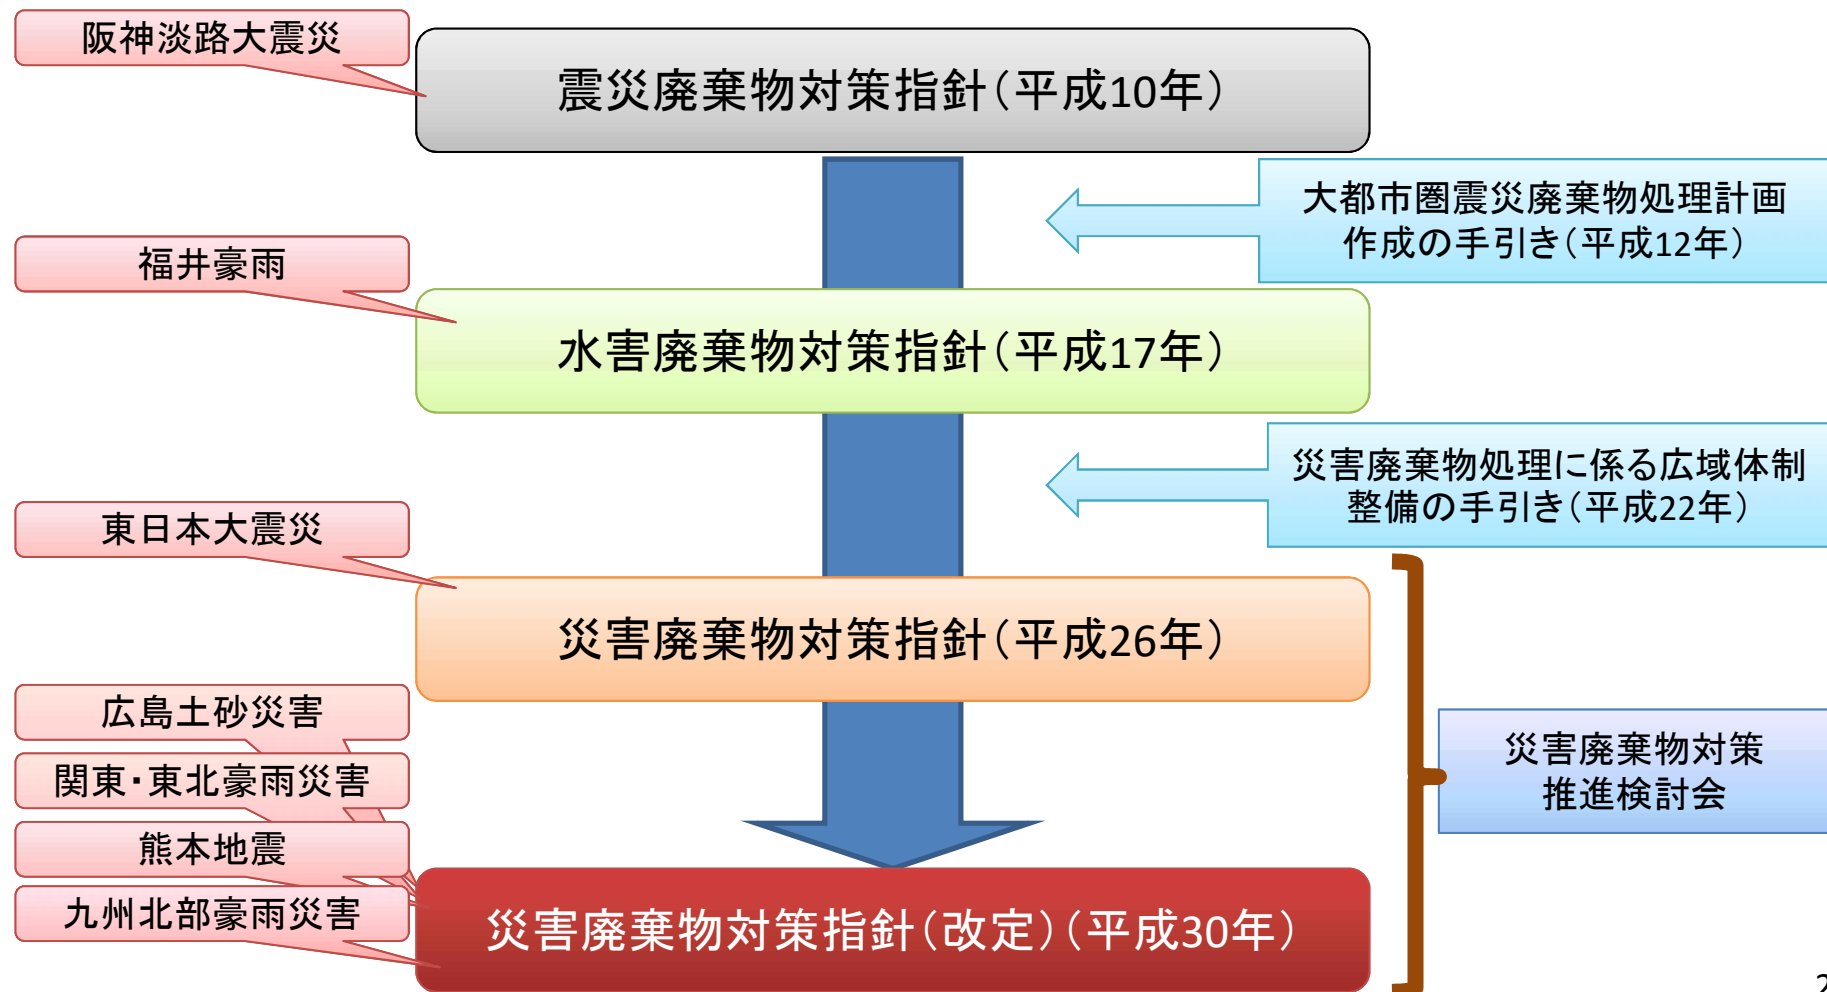 阪神淡路大震災
震災廃棄物対策指針（平成10年）
大都市圏震災廃棄物処理計画
作成の手引き（平成12年）
福井豪雨
水害廃棄物対策指針（平成17年）
災害廃棄物処理に係る広域体制
整備の手引き（平成22年）
東日本大震災
災害廃棄物対策指針（平成26年）
広島土砂災害
関東・東北豪雨災害
熊本地震
九州北部豪雨災害
災害廃棄物対策
推進検討会
災害廃棄物対策指針（改定）（平成30年）
2